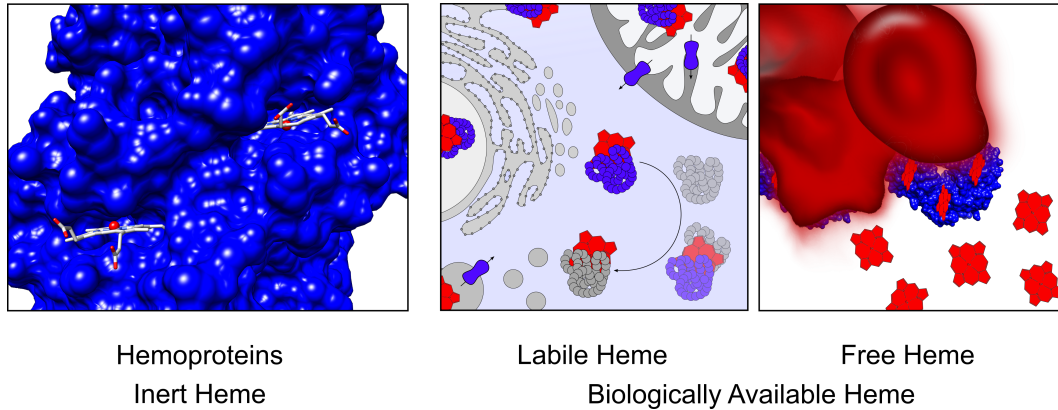 Hemoproteins
Inert Heme
Labile Heme
Free Heme
Biologically Available Heme